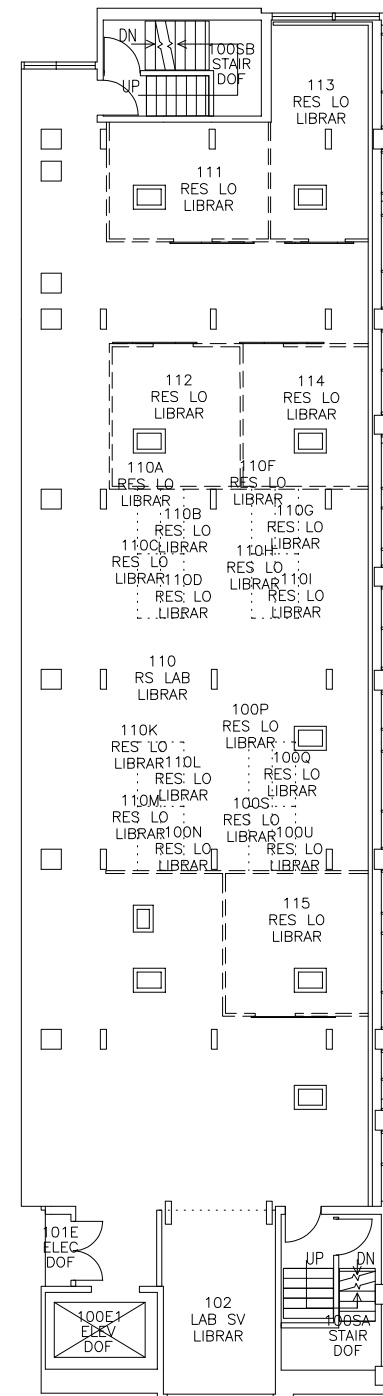 DN
100SB
STAIR
DOF
UP
113
RES LO
LIBRAR
111
RES LO
LIBRAR
112
RES LO
LIBRAR
114
RES LO
LIBRAR
110A
RES LO
LIBRAR
110F
RES LO
LIBRAR
110B
RES LO
LIBRAR
110G
RES LO
LIBRAR
110C
RES LO
LIBRAR
110H
RES LO
LIBRAR
110D
RES LO
LIBRAR
110I
RES LO
LIBRAR
110
RS LAB
LIBRAR
100P
RES LO
LIBRAR
110K
RES LO
LIBRAR
110L
RES LO
LIBRAR
100Q
RES LO
LIBRAR
110M
RES LO
LIBRAR
100S
RES LO
LIBRAR
100N
RES LO
LIBRAR
100U
RES LO
LIBRAR
115
RES LO
LIBRAR
101E
ELEC
DOF
UP
DN
100E1
ELEV
DOF
102
LAB SV
LIBRAR
100SA
STAIR
DOF